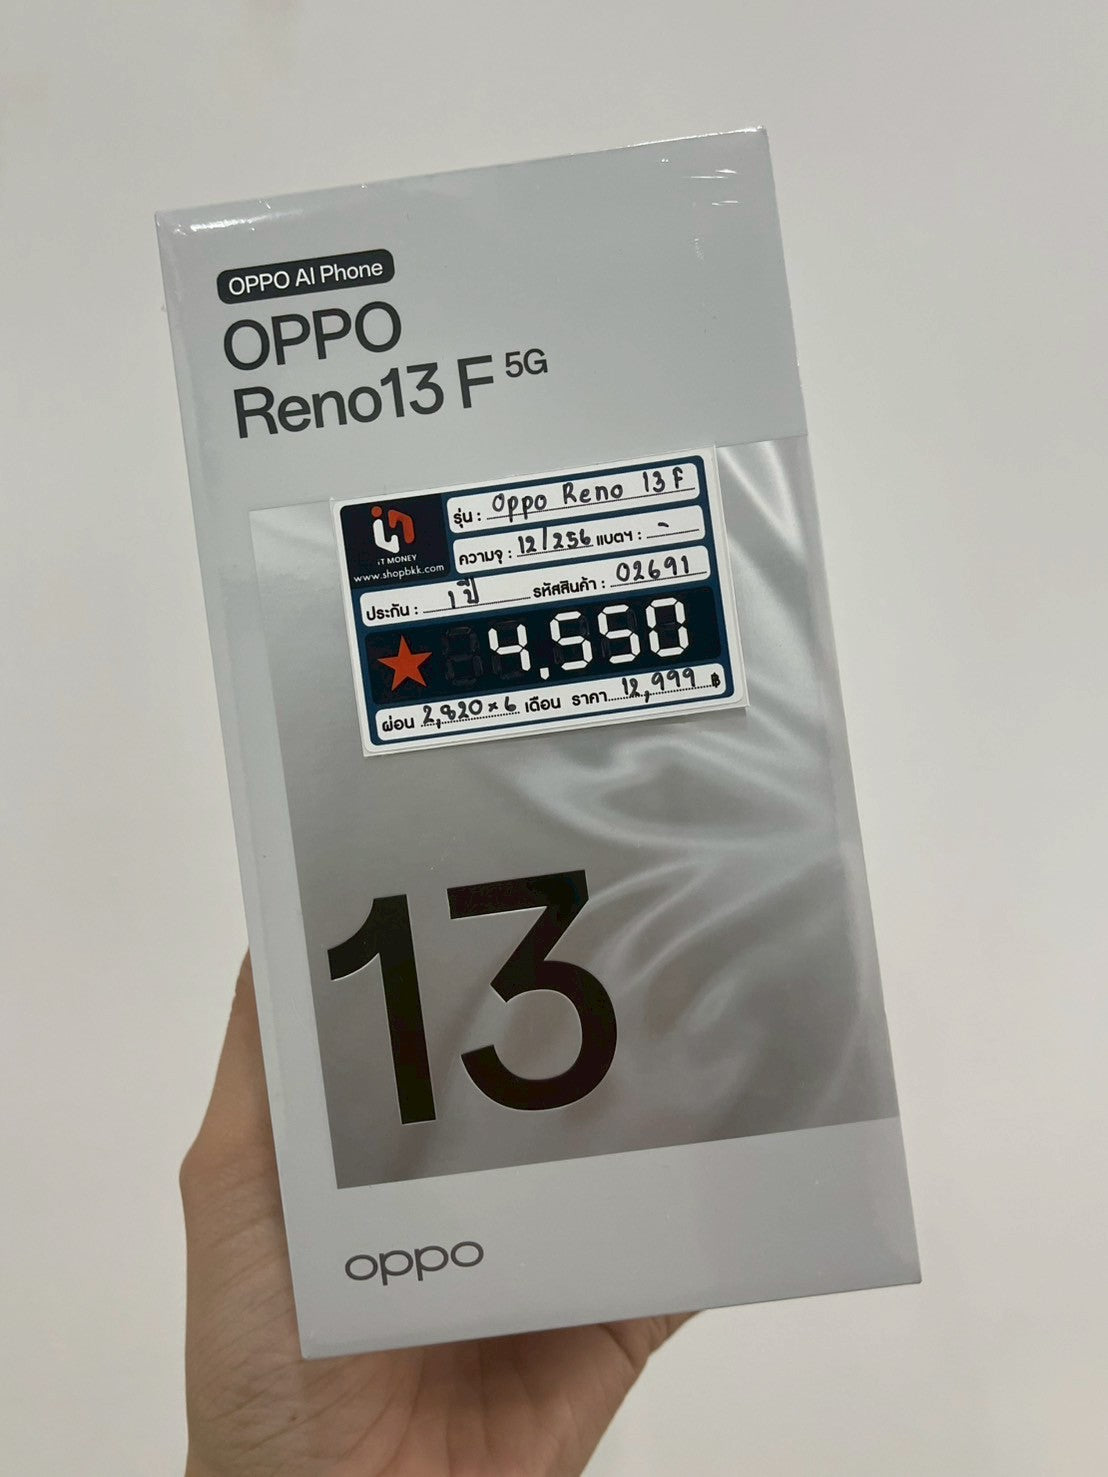 OPPO AI Phone
OPPO
Reno13 F 5G
รุ่น : Oppo Reno 13 F
iT MONEY
www.shopbkk.com
ความจุ : 12/256 แบตฯ : -
ประกัน : 1 ปี รหัสสินค้า : 02691
4,550
ผ่อน 2,820 × 6 เดือน ราคา 12,999 ฿
13
oppo